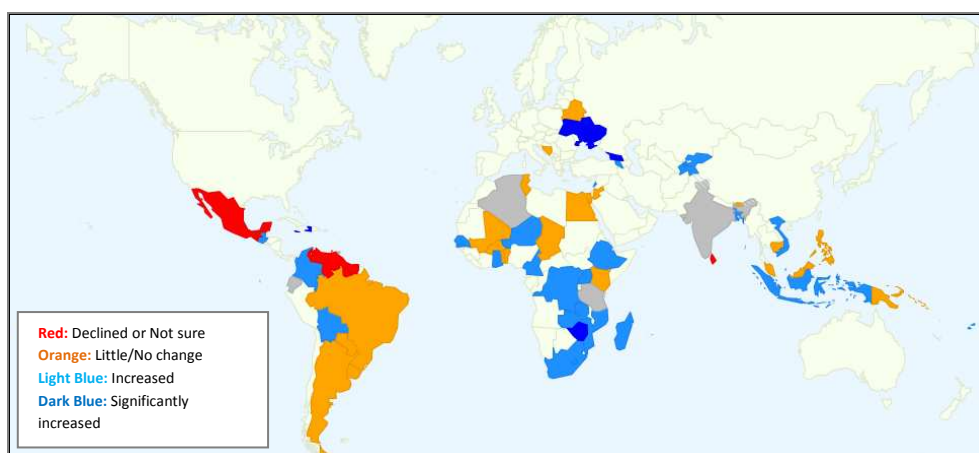 Red: Declined or Not sure
Orange: Little/No change
Light Blue: Increased
Dark Blue: Significantly
increased